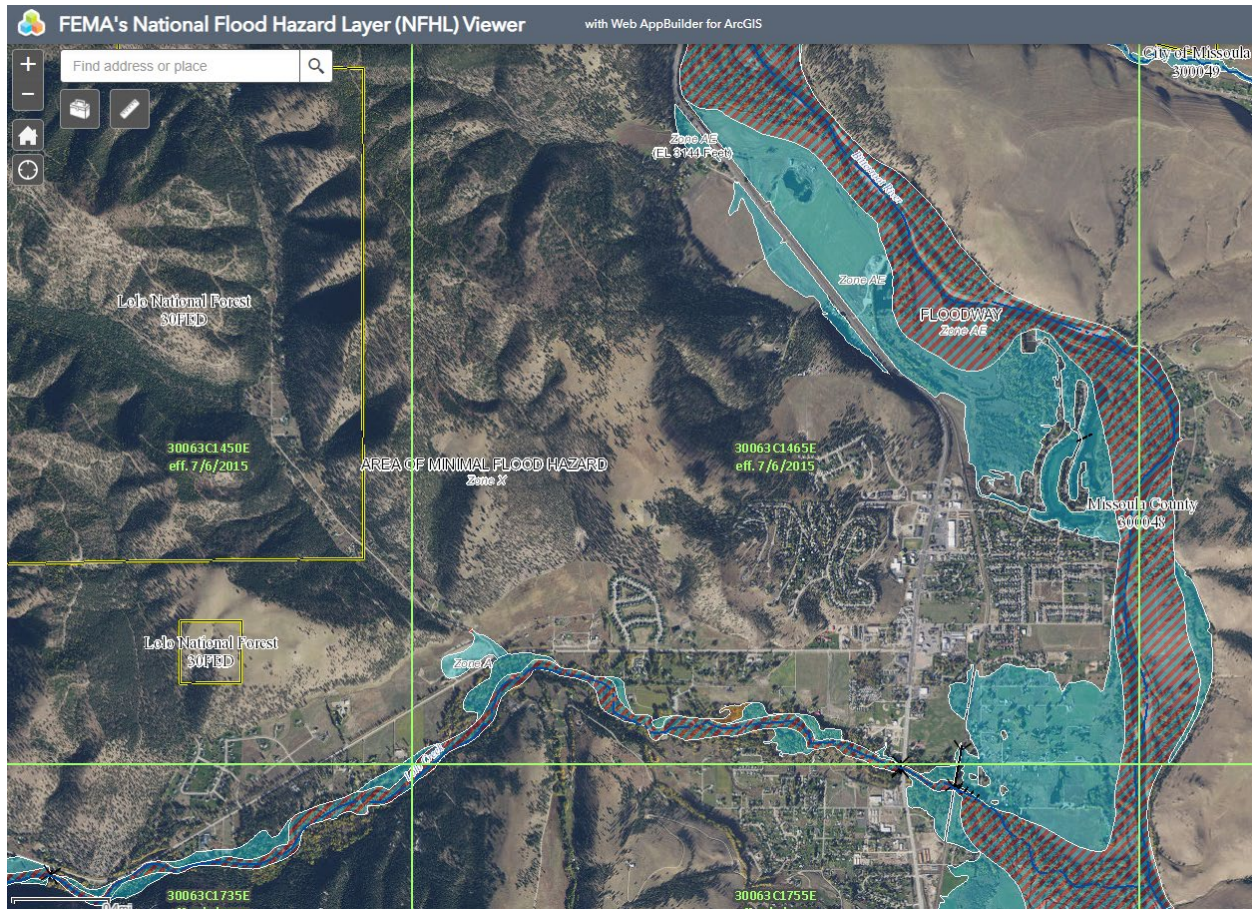 FEMA's National Flood Hazard Layer (NFHL) Viewer
with Web AppBuilder for ArcGIS
+
Find address or place
−
City of Missoula
300049
Zone AE
(EL 3144 Feet)
Bitterroot River
Zone AE
Lolo National Forest
30FED
FLOODWAY
Zone AE
30063C1450E
eff. 7/6/2015
AREA OF MINIMAL FLOOD HAZARD
Zone X
30063C1465E
eff. 7/6/2015
Missoula County
300048
Lolo National Forest
30FED
Zone A
Lolo Creek
30063C1735E
30063C1755E